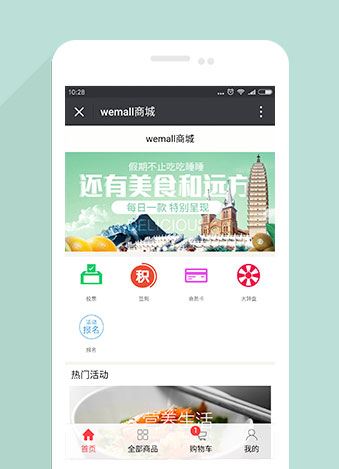 10:28
wemall商城
wemall商城
假期不止吃吃睡睡
还有美食和远方
每日一款 特别呈现
DELICIOUS
积
投票
签到
会员卡
大转盘
活动
报名
报名
热门活动
营养生活
1
首页
全部商品
购物车
我的